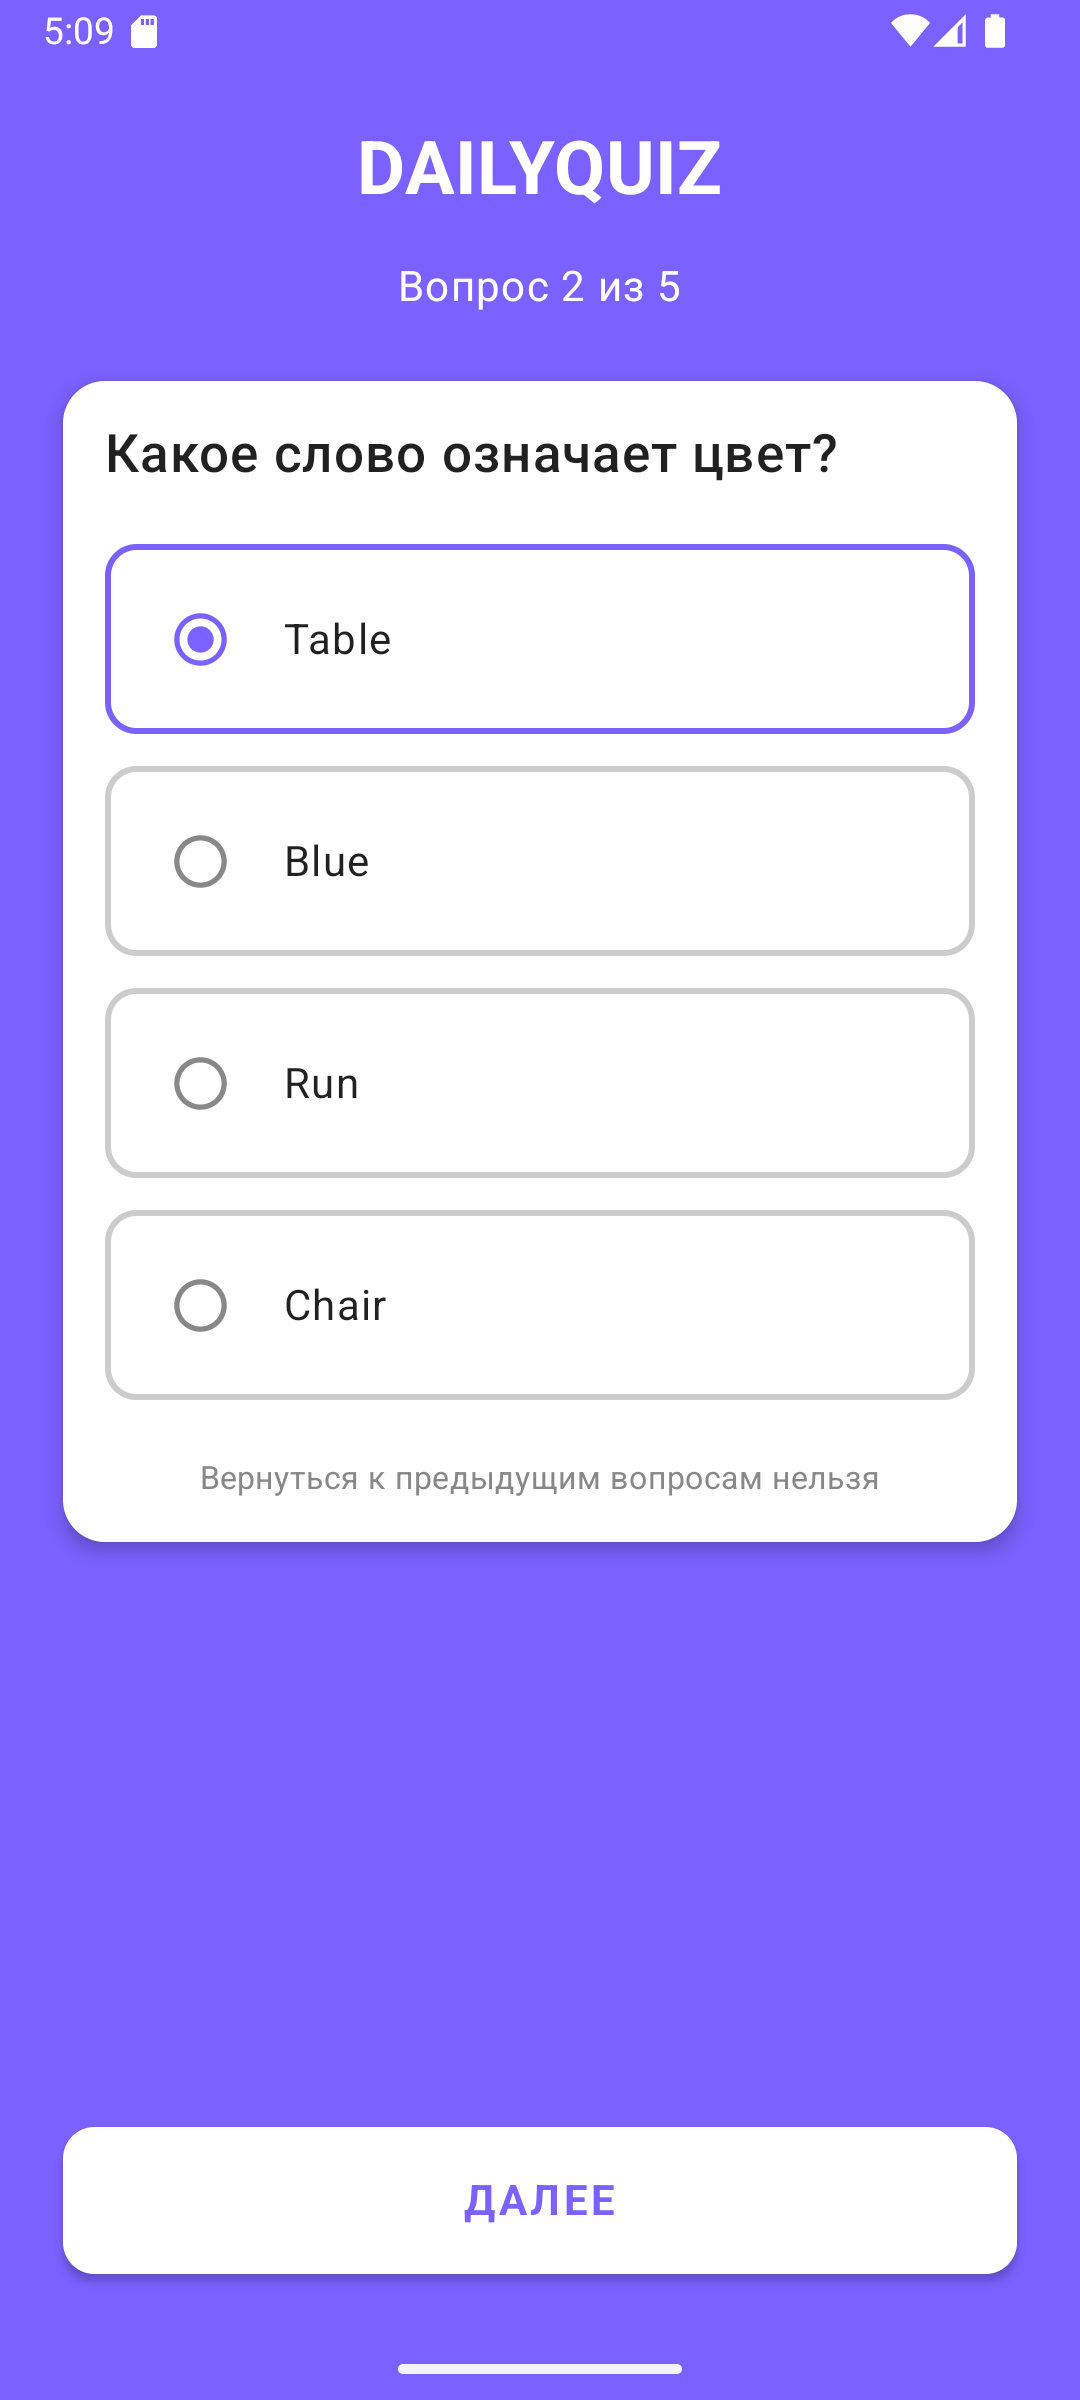 5:09
DAILYQUIZ
Вопрос 2 из 5
Какое слово означает цвет?
Table
Blue
Run
Chair
Вернуться к предыдущим вопросам нельзя
ДАЛЕЕ